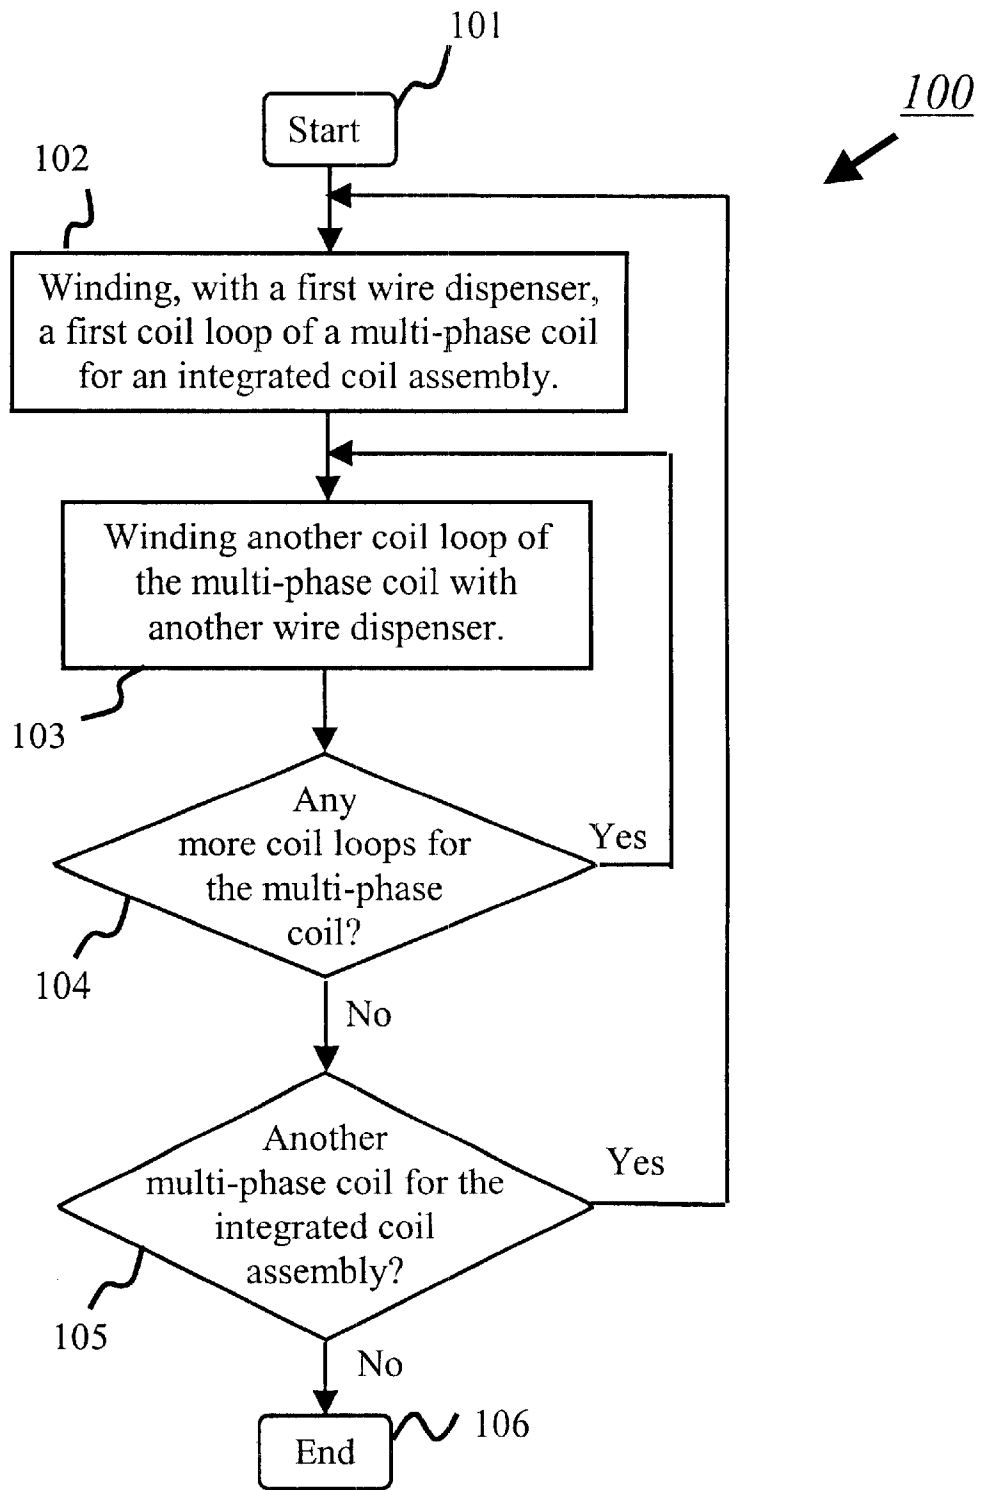 101
100
Start
102
Winding, with a first wire dispenser,
a first coil loop of a multi-phase coil
for an integrated coil assembly.
Winding another coil loop of
the multi-phase coil with
another wire dispenser.
103
Any
more coil loops for
the multi-phase
coil?
Yes
104
No
Another
multi-phase coil for the
integrated coil
assembly?
Yes
105
No
End
106